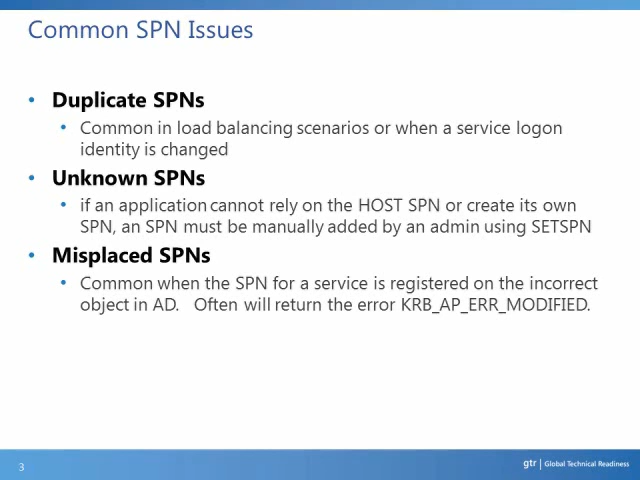 Common SPN Issues
• Duplicate SPNs
• Common in load balancing scenarios or when a service logon
identity is changed
• Unknown SPNs
• if an application cannot rely on the HOST SPN or create its own
SPN, an SPN must be manually added by an admin using SETSPN
• Misplaced SPNs
• Common when the SPN for a service is registered on the incorrect
object in AD.   Often will return the error KRB_AP_ERR_MODIFIED.
3
gtr | Global Technical Readiness